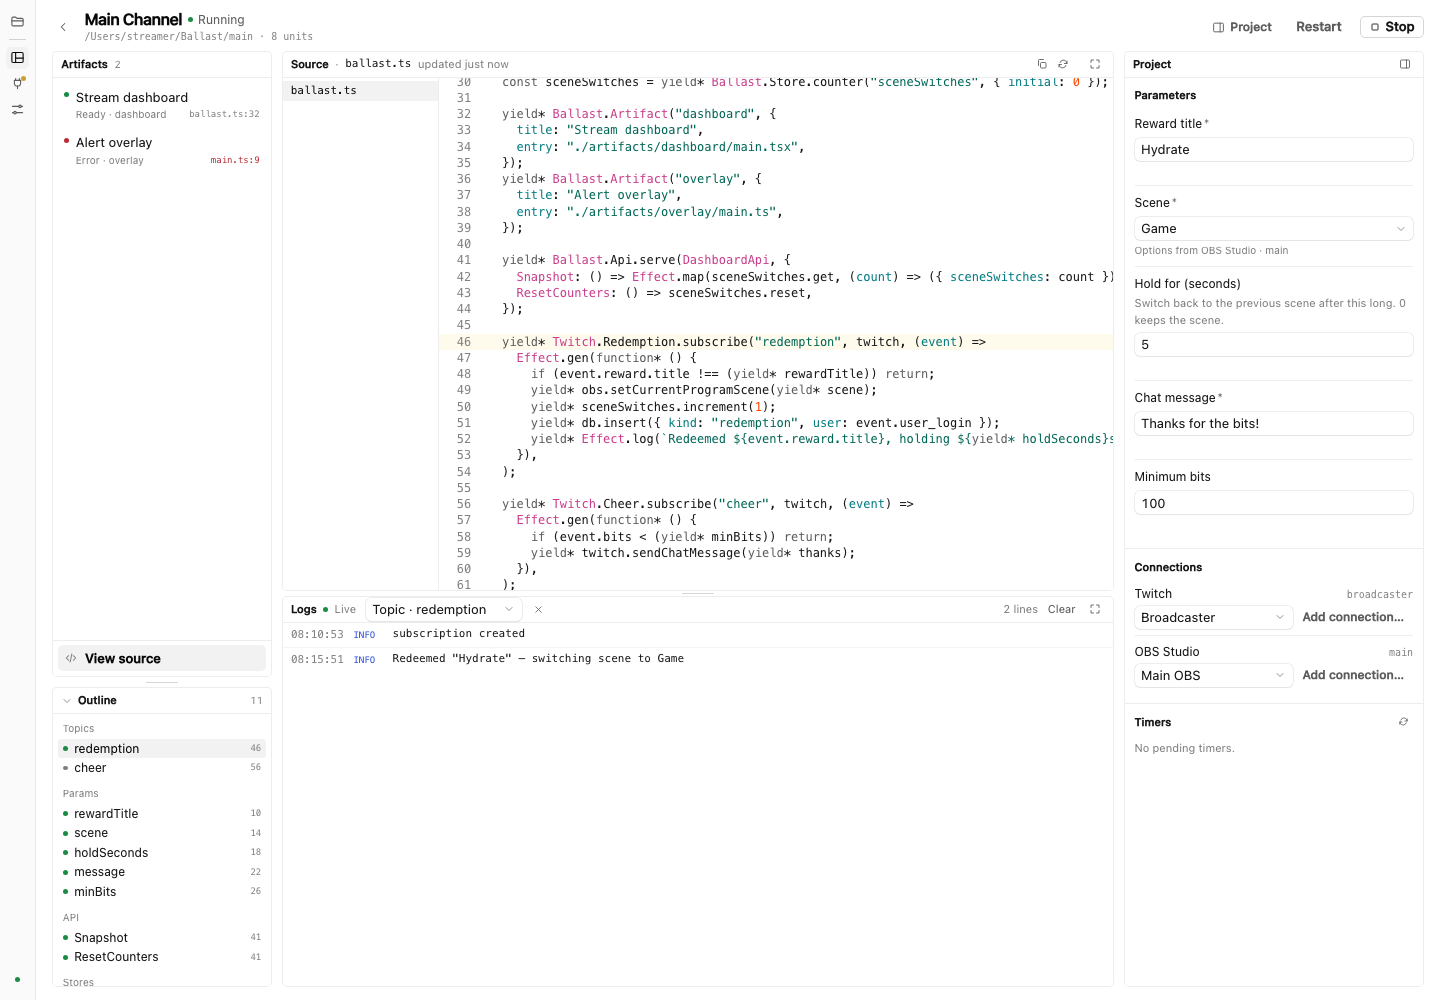 Main Channel Running
/Users/streamer/Ballast/main · 8 units
Project
Restart
Stop
Artifacts 2
Stream dashboard
Ready · dashboard ballast.ts:32
Alert overlay
Error · overlay main.ts:9
View source
Outline 11
Topics
redemption 46
cheer 56
Params
rewardTitle 10
scene 14
holdSeconds 18
message 22
minBits 26
API
Snapshot 41
ResetCounters 41
Stores
Source · ballast.ts updated just now
ballast.ts
30 const sceneSwitches = yield* Ballast.Store.counter("sceneSwitches", { initial: 0 });
31
32 yield* Ballast.Artifact("dashboard", {
33 title: "Stream dashboard",
34 entry: "./artifacts/dashboard/main.tsx",
35 });
36 yield* Ballast.Artifact("overlay", {
37 title: "Alert overlay",
38 entry: "./artifacts/overlay/main.ts",
39 });
40
41 yield* Ballast.Api.serve(DashboardApi, {
42 Snapshot: () => Effect.map(sceneSwitches.get, (count) => ({ sceneSwitches: count })
43 ResetCounters: () => sceneSwitches.reset,
44 });
45
46 yield* Twitch.Redemption.subscribe("redemption", twitch, (event) =>
47 Effect.gen(function* () {
48 if (event.reward.title !== (yield* rewardTitle)) return;
49 yield* obs.setCurrentProgramScene(yield* scene);
50 yield* sceneSwitches.increment(1);
51 yield* db.insert({ kind: "redemption", user: event.user_login });
52 yield* Effect.log(`Redeemed ${event.reward.title}, holding ${yield* holdSeconds}s
53 }),
54 );
55
56 yield* Twitch.Cheer.subscribe("cheer", twitch, (event) =>
57 Effect.gen(function* () {
58 if (event.bits < (yield* minBits)) return;
59 yield* twitch.sendChatMessage(yield* thanks);
60 }),
61 );
Logs Live Topic · redemption 2 lines Clear
08:10:53 INFO subscription created
08:15:51 INFO Redeemed "Hydrate" — switching scene to Game
Project
Parameters
Reward title*
Hydrate
Scene*
Game
Options from OBS Studio · main
Hold for (seconds)
Switch back to the previous scene after this long. 0
keeps the scene.
5
Chat message*
Thanks for the bits!
Minimum bits
100
Connections
Twitch broadcaster
Broadcaster Add connection...
OBS Studio main
Main OBS Add connection...
Timers
No pending timers.